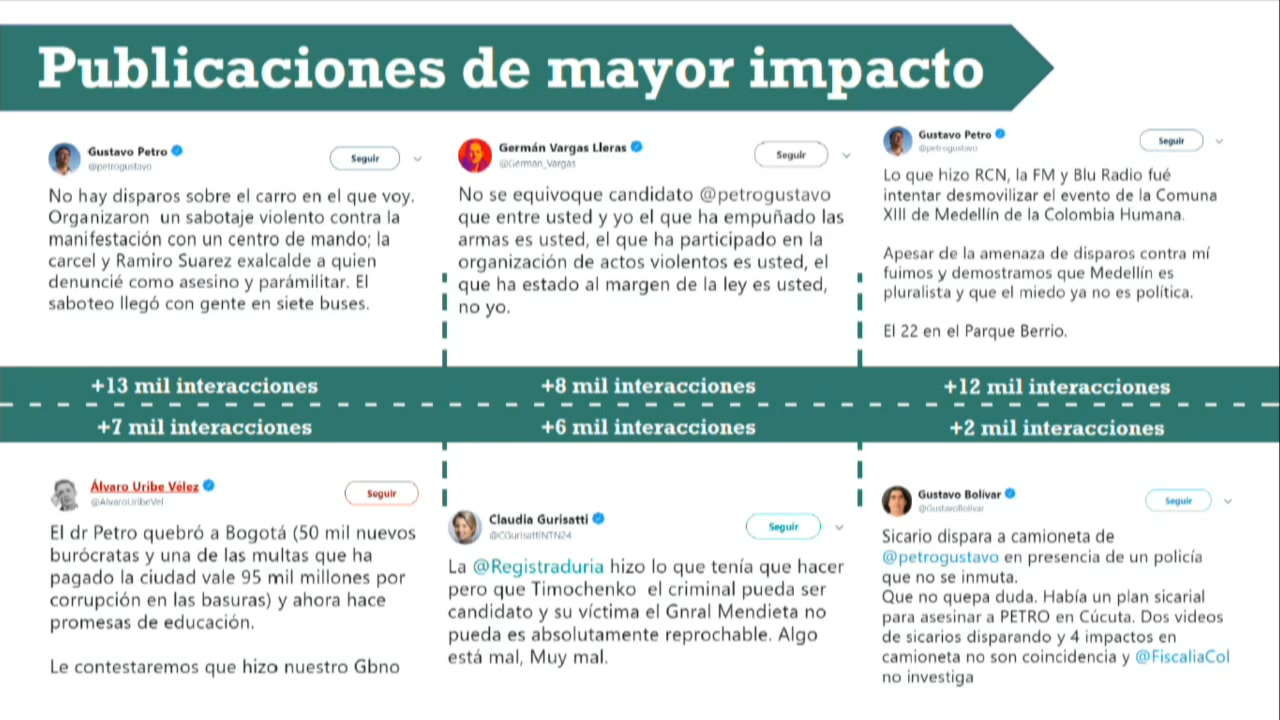 Publicaciones de mayor impacto
Gustavo Petro
@petrogustavo
Seguir
No hay disparos sobre el carro en el que voy.
Organizaron un sabotaje violento contra la
manifestación con un centro de mando; la
carcel y Ramiro Suarez exalcalde a quien
denuncié como asesino y parámilitar. El
saboteo llegó con gente en siete buses.
+13 mil interacciones
Germán Vargas Lleras
@German_Vargas
Seguir
No se equivoque candidato @petrogustavo
que entre usted y yo el que ha empuñado las
armas es usted, el que ha participado en la
organización de actos violentos es usted, el
que ha estado al margen de la ley es usted,
no yo.
+8 mil interacciones
Gustavo Petro
@petrogustavo
Seguir
Lo que hizo RCN, la FM y Blu Radio fué
intentar desmovilizar el evento de la Comuna
XIII de Medellín de la Colombia Humana.
Apesar de la amenaza de disparos contra mí
fuimos y demostramos que Medellín es
pluralista y que el miedo ya no es política.
El 22 en el Parque Berrio.
+12 mil interacciones
+7 mil interacciones
Álvaro Uribe Vélez
@AlvaroUribeVel
Seguir
El dr Petro quebró a Bogotá (50 mil nuevos
burócratas y una de las multas que ha
pagado la ciudad vale 95 mil millones por
corrupción en las basuras) y ahora hace
promesas de educación.
Le contestaremos que hizo nuestro Gbno
+6 mil interacciones
Claudia Gurisatti
@CGurisattiNTN24
Seguir
La @Registraduria hizo lo que tenía que hacer
pero que Timochenko el criminal pueda ser
candidato y su víctima el Gnral Mendieta no
pueda es absolutamente reprochable. Algo
está mal, Muy mal.
+2 mil interacciones
Gustavo Bolívar
@GustavoBolivar
Seguir
Sicario dispara a camioneta de
@petrogustavo en presencia de un policía
que no se inmuta.
Que no quepa duda. Había un plan sicarial
para asesinar a PETRO en Cúcuta. Dos videos
de sicarios disparando y 4 impactos en
camioneta no son coincidencia y @FiscaliaCol
no investiga